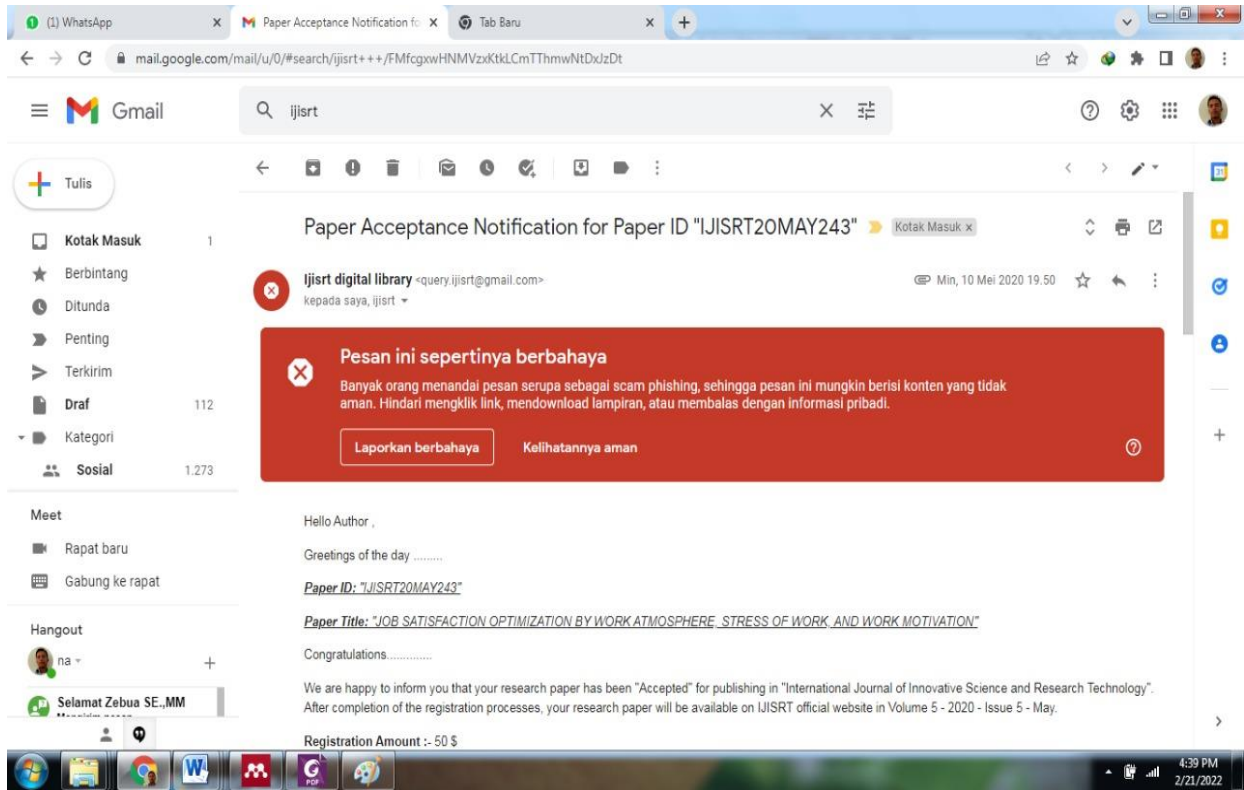 (1) WhatsApp
Paper Acceptance Notification fo
Tab Baru
mail.google.com/mail/u/0/#search/ijisrt+++/FMfcgxwHNMVzxKtkLCmTThmwNtDxJzDt
Gmail
ijisrt
Tulis
Kotak Masuk 1
Berbintang
Ditunda
Penting
Terkirim
Draf 112
Kategori
Sosial 1.273
Meet
Rapat baru
Gabung ke rapat
Hangout
na
Selamat Zebua SE.,MM
Paper Acceptance Notification for Paper ID "IJISRT20MAY243" Kotak Masuk x
Ijisrt digital library <query.ijisrt@gmail.com> Min, 10 Mei 2020 19.50
kepada saya, ijisrt
Pesan ini sepertinya berbahaya
Banyak orang menandai pesan serupa sebagai scam phishing, sehingga pesan ini mungkin berisi konten yang tidak
aman. Hindari mengklik link, mendownload lampiran, atau membalas dengan informasi pribadi.
Laporkan berbahaya Kelihatannya aman
Hello Author ,
Greetings of the day .........
Paper ID: "IJISRT20MAY243"
Paper Title: "JOB SATISFACTION OPTIMIZATION BY WORK ATMOSPHERE, STRESS OF WORK, AND WORK MOTIVATION"
Congratulations..............
We are happy to inform you that your research paper has been "Accepted" for publishing in "International Journal of Innovative Science and Research Technology".
After completion of the registration processes, your research paper will be available on IJISRT official website in Volume 5 - 2020 - Issue 5 - May.
Registration Amount :- 50 $
31
PDF
4:39 PM
2/21/2022